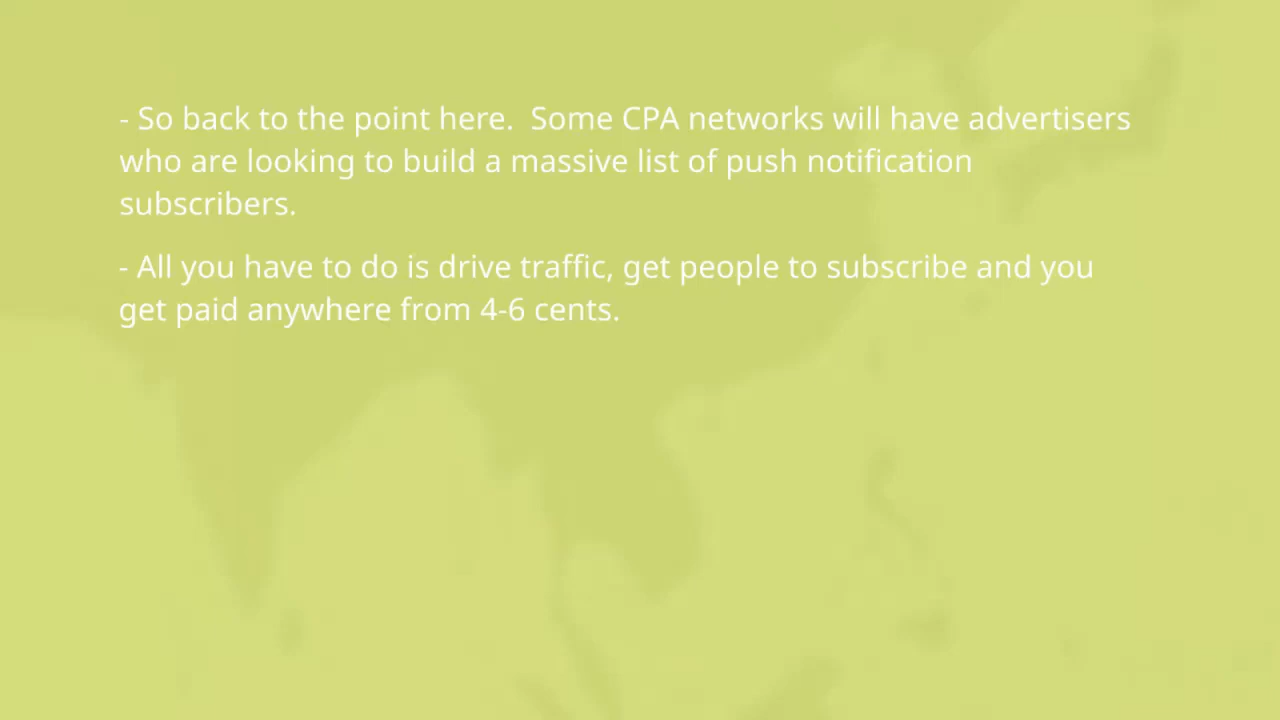 - So back to the point here.  Some CPA networks will have advertisers
who are looking to build a massive list of push notification
subscribers.
- All you have to do is drive traffic, get people to subscribe and you
get paid anywhere from 4-6 cents.